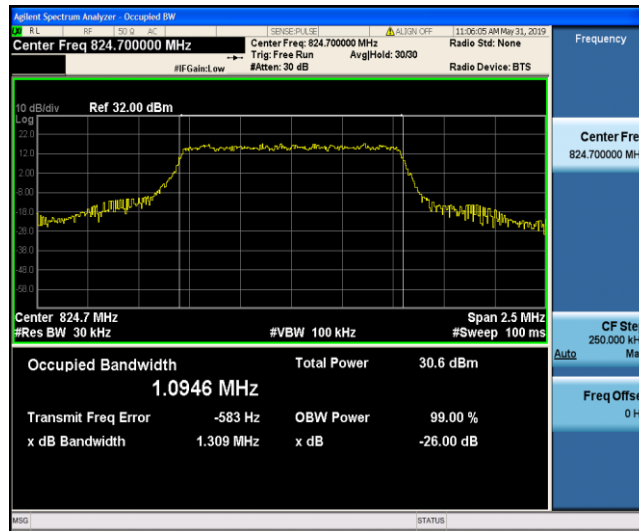 Agilent Spectrum Analyzer - Occupied BW
RL RF 50 Ω AC SENSE:PULSE ALIGN OFF 11:06:05 AM May 31, 2019
Center Freq 824.700000 MHz
Center Freq: 824.700000 MHz Radio Std: None
Trig: Free Run Avg|Hold: 30/30
#IFGain:Low #Atten: 30 dB Radio Device: BTS
10 dB/div Ref 32.00 dBm
Log
22.0
12.0
2.00
-8.00
-18.0
-28.0
-38.0
-48.0
-58.0
Center 824.7 MHz Span 2.5 MHz
#Res BW 30 kHz #VBW 100 kHz #Sweep 100 ms
Occupied Bandwidth Total Power 30.6 dBm
1.0946 MHz
Transmit Freq Error -583 Hz OBW Power 99.00 %
x dB Bandwidth 1.309 MHz x dB -26.00 dB
Frequency
Center Fre
824.700000 MH
CF Ste
250.000 kH
Auto Ma
Freq Offse
0 H
MSG STATUS